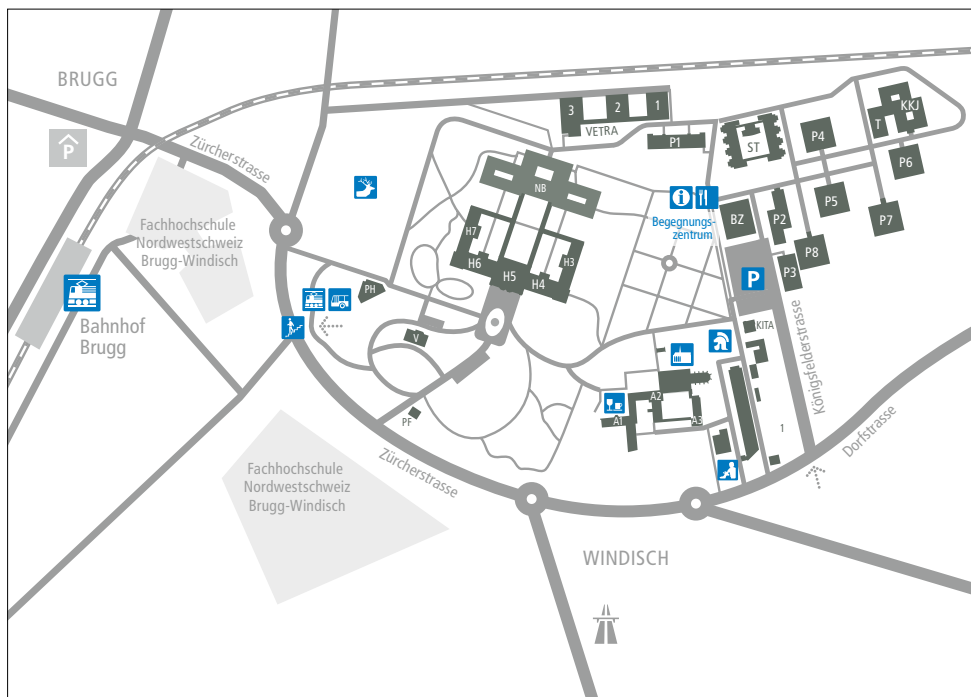 BRUGG
P
Zürcherstrasse
Fachhochschule
Nordwestschweiz
Brugg-Windisch
Bahnhof
Brugg
3
2
1
VETRA
P1
ST
P4
T
KKJ
P6
P5
P7
NB
i
Begegnungs-
zentrum
BZ
P2
P8
P3
P
H7
H6
H5
H4
H3
PH
V
PF
KITA
Königsfelderstrasse
A1
A2
A3
1
Dorfstrasse
Zürcherstrasse
Fachhochschule
Nordwestschweiz
Brugg-Windisch
WINDISCH